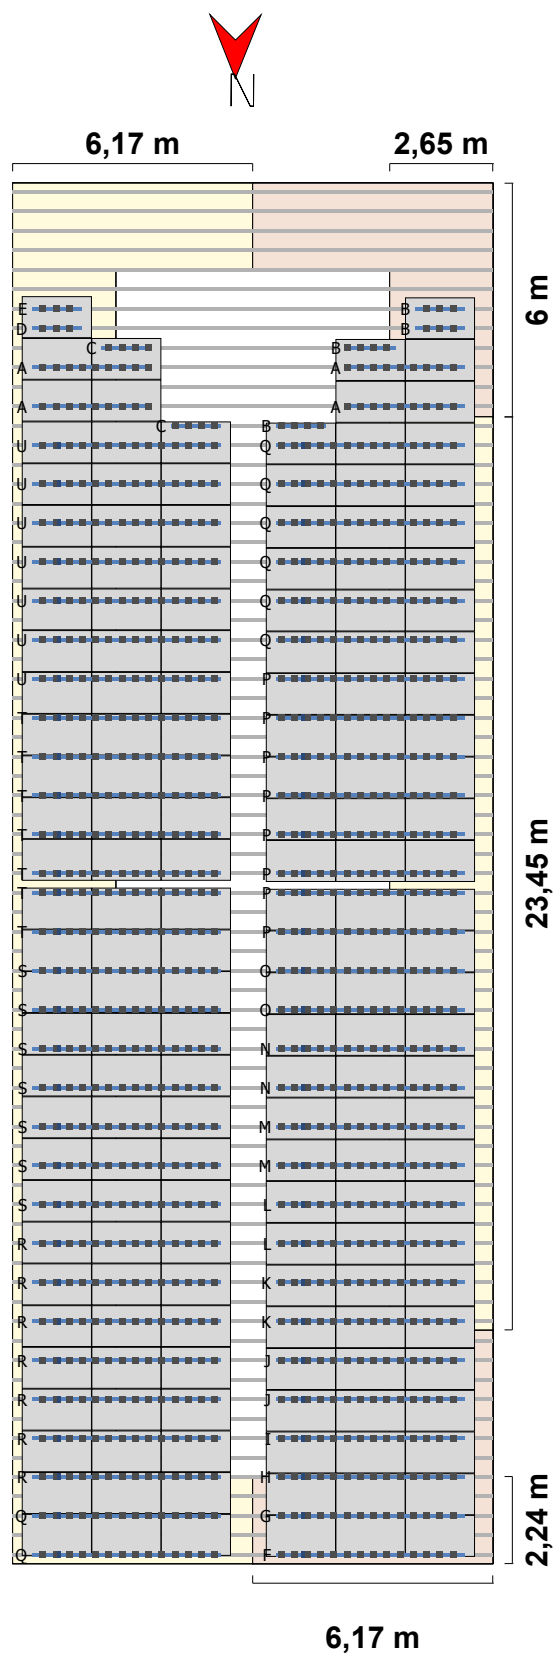 N
6,17 m 2,65 m
E B
6 m
D B
C B
A A
A A
C B
U Q
U Q
U Q
U Q
U Q
U Q
U P
T P
T P
T P
T P
T P
23,45 m
T P
T P
S O
S O
S N
S N
S M
S M
S L
R L
R K
R K
R J
R J
R I
R H
Q G
2,24 m
Q F
6,17 m